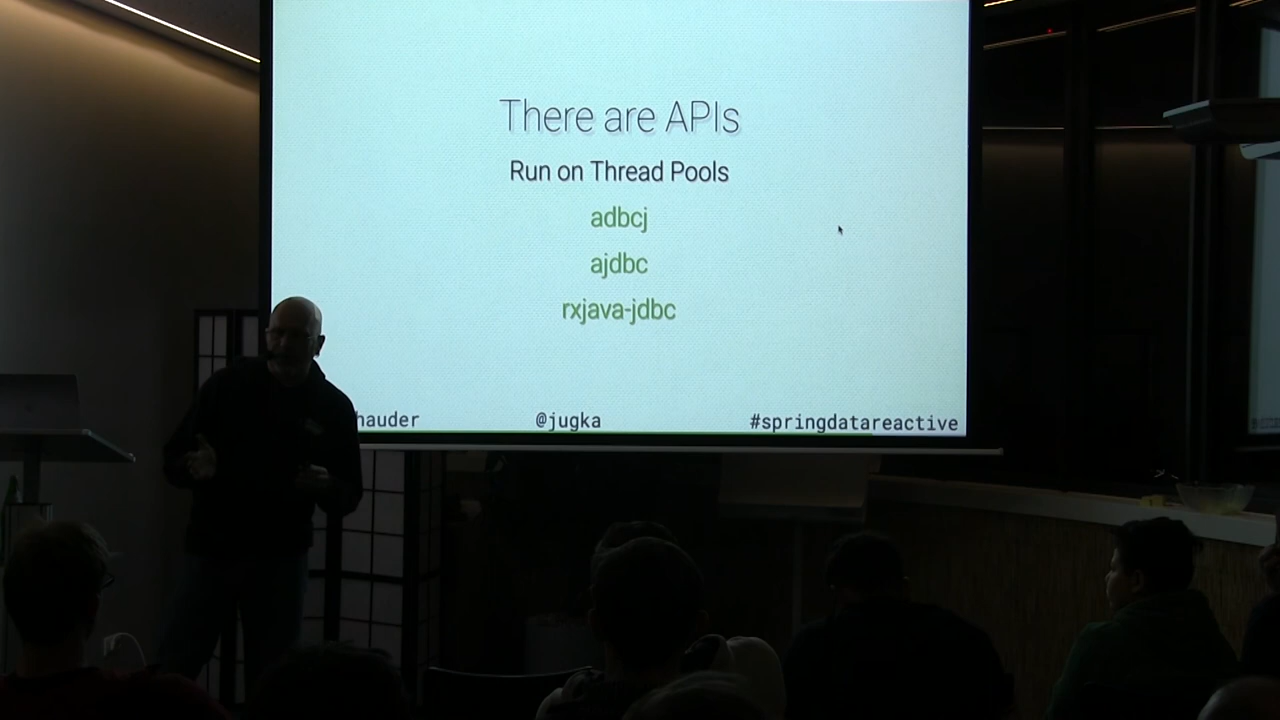 There are APIs
Run on Thread Pools
adbcj
ajdbc
rxjava-jdbc
hauder @jugka #springdatareactive